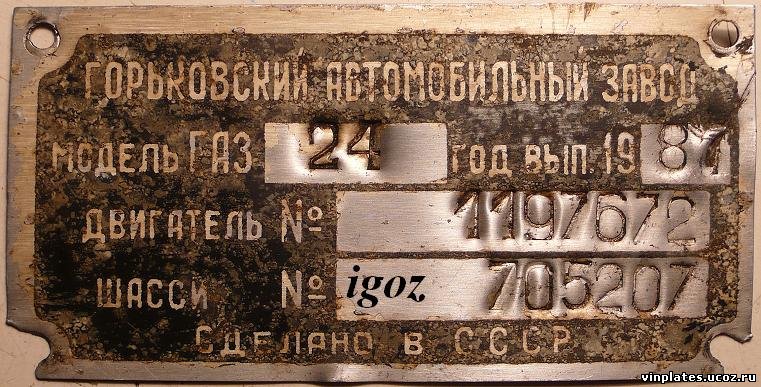 ГОРЬКОВСКИЙ АВТОМОБИЛЬНЫЙ ЗАВОД
МОДЕЛЬ ГАЗ 24 ГОД ВЫП. 1987
ДВИГАТЕЛЬ № 1197672
ШАССИ № igoz 705207
СДЕЛАНО В СССР
vinplates.ucoz.ru